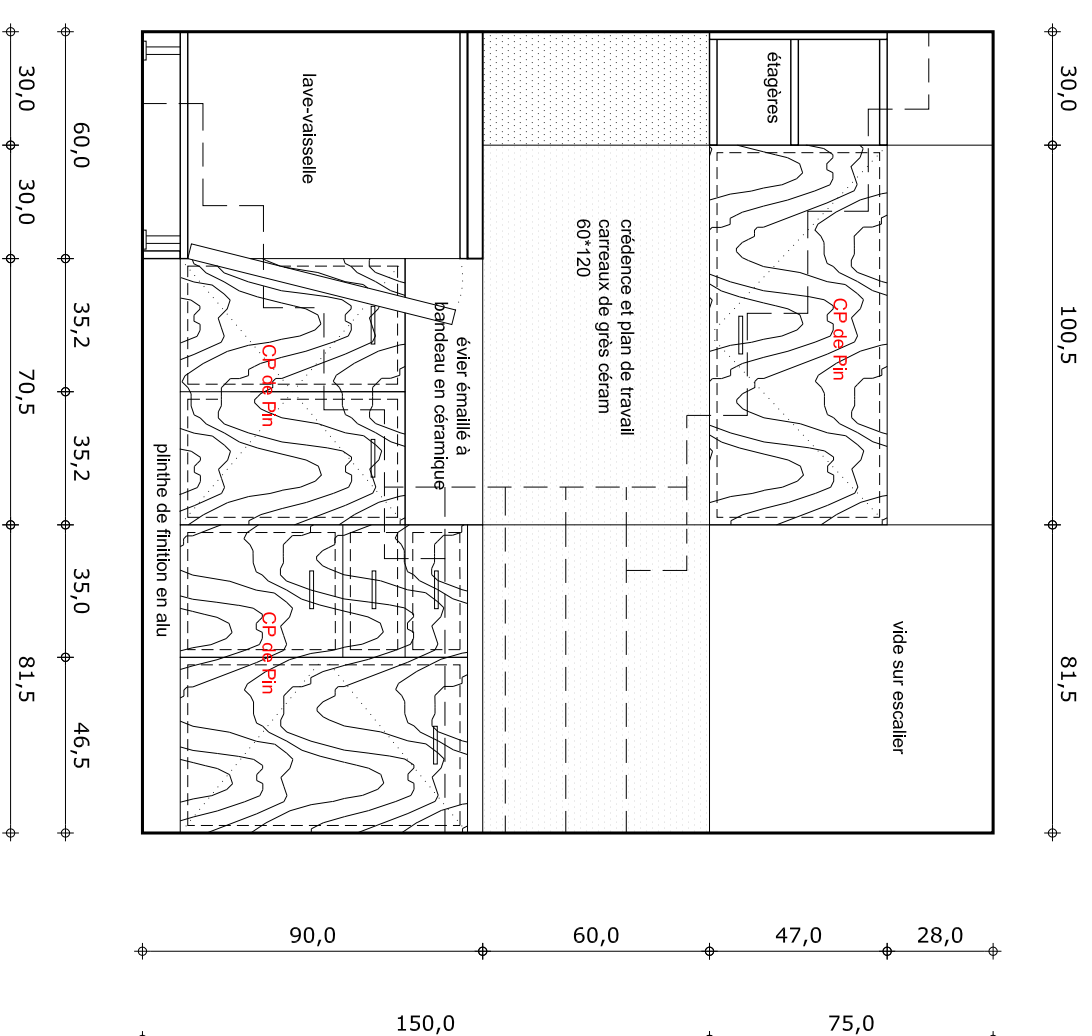 30,0
100,5
81,5
étagères
CP de Pin
vide sur escalier
crédence et plan de travail
carreaux de grès céram
60*120
lave-vaisselle
évier émaillé à
bandeau en céramique
CP de Pin
CP de Pin
plinthe de finition en alu
60,0
35,2
35,2
35,0
46,5
30,0
30,0
70,5
81,5
90,0
60,0
47,0
28,0
150,0
75,0